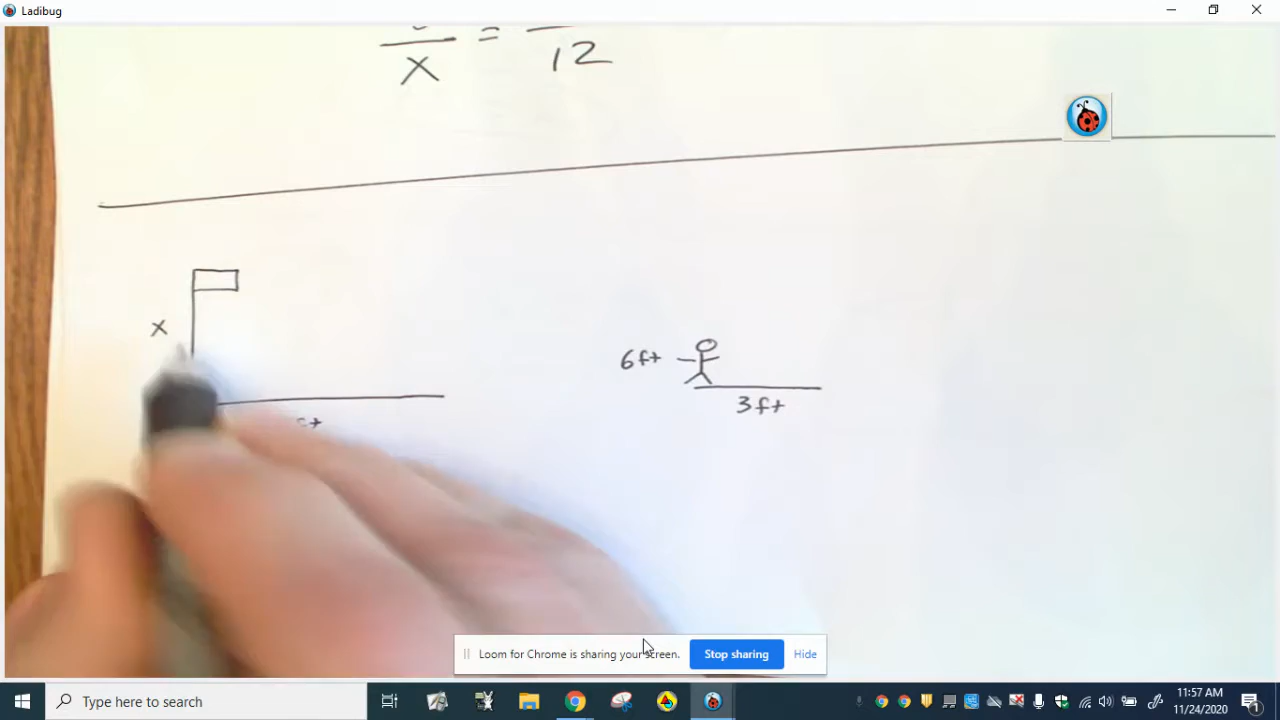 Ladibug
x = 12
x
6ft
3ft
Loom for Chrome is sharing your screen. Stop sharing Hide
Type here to search
11:57 AM
11/24/2020